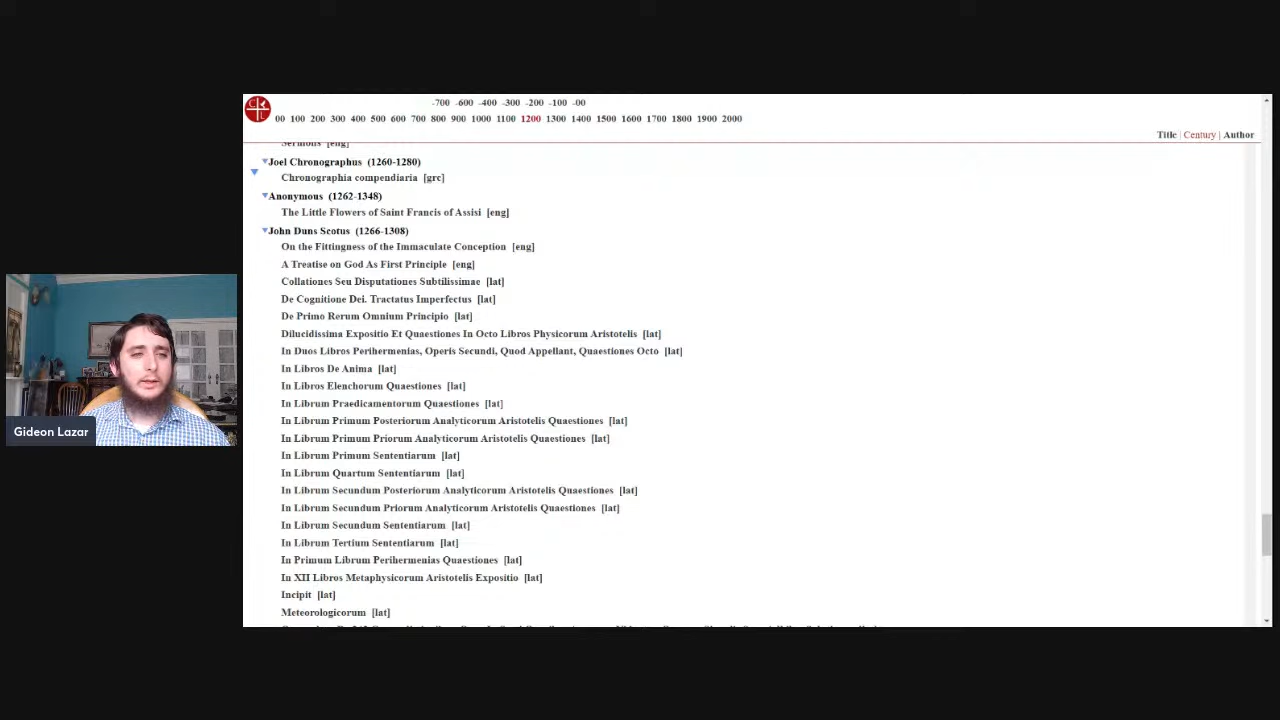 -700 -600 -400 -300 -200 -100 -00
00 100 200 300 400 500 600 700 800 900 1000 1100 1200 1300 1400 1500 1600 1700 1800 1900 2000
Title | Century | Author
Sermons [eng]
Joel Chronographus (1260-1280)
Chronographia compendiaria [grc]
Anonymous (1262-1348)
The Little Flowers of Saint Francis of Assisi [eng]
John Duns Scotus (1266-1308)
On the Fittingness of the Immaculate Conception [eng]
A Treatise on God As First Principle [eng]
Collationes Seu Disputationes Subtilissimae [lat]
De Cognitione Dei. Tractatus Imperfectus [lat]
De Primo Rerum Omnium Principio [lat]
Dilucidissima Expositio Et Quaestiones In Octo Libros Physicorum Aristotelis [lat]
In Duos Libros Perihermenias, Operis Secundi, Quod Appellant, Quaestiones Octo [lat]
In Libros De Anima [lat]
In Libros Elenchorum Quaestiones [lat]
In Librum Praedicamentorum Quaestiones [lat]
In Librum Primum Posteriorum Analyticorum Aristotelis Quaestiones [lat]
In Librum Primum Priorum Analyticorum Aristotelis Quaestiones [lat]
In Librum Primum Sententiarum [lat]
In Librum Quartum Sententiarum [lat]
In Librum Secundum Posteriorum Analyticorum Aristotelis Quaestiones [lat]
In Librum Secundum Priorum Analyticorum Aristotelis Quaestiones [lat]
In Librum Secundum Sententiarum [lat]
In Librum Tertium Sententiarum [lat]
In Primum Librum Perihermenias Quaestiones [lat]
In XII Libros Metaphysicorum Aristotelis Expositio [lat]
Incipit [lat]
Meteorologicorum [lat]
Gideon Lazar